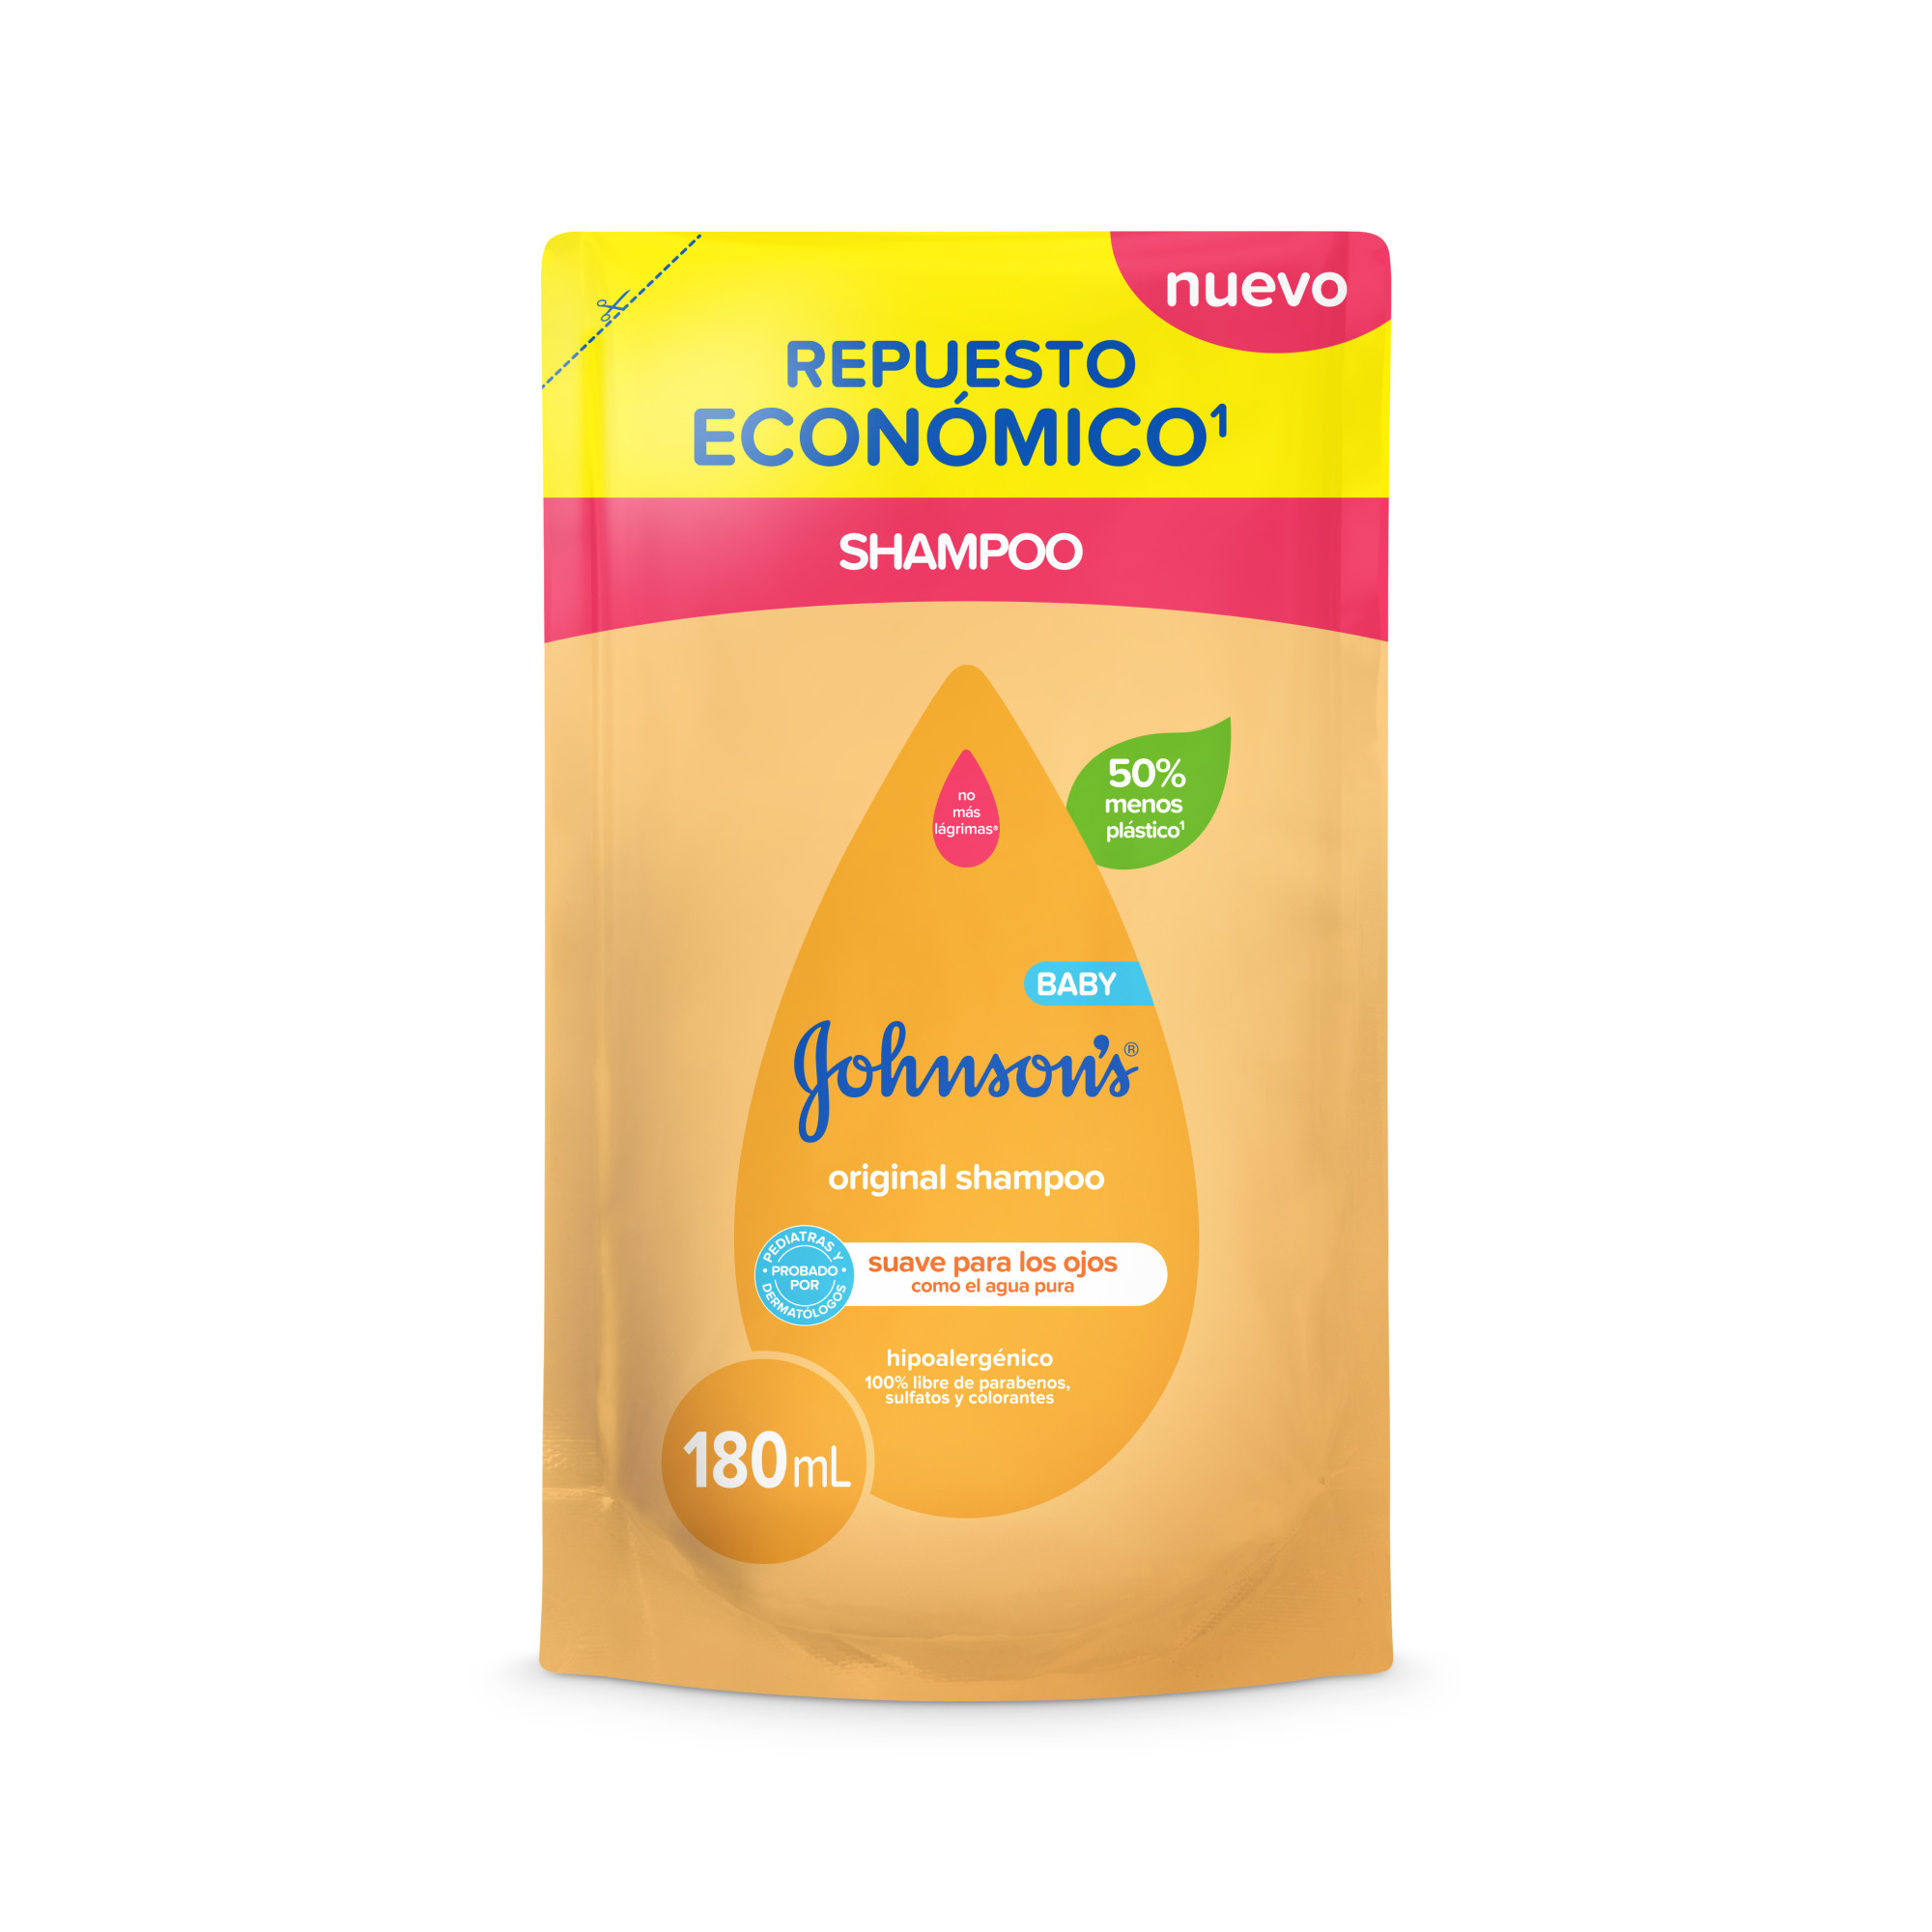 nuevo
REPUESTO
ECONÓMICO¹
SHAMPOO
50%
menos
plástico¹
no
más
lágrimas®
BABY
Johnson's®
original shampoo
PEDIATRAS Y
• PROBADO •
POR
DERMATÓLOGOS
suave para los ojos
como el agua pura
hipoalergénico
100% libre de parabenos,
sulfatos y colorantes
180mL